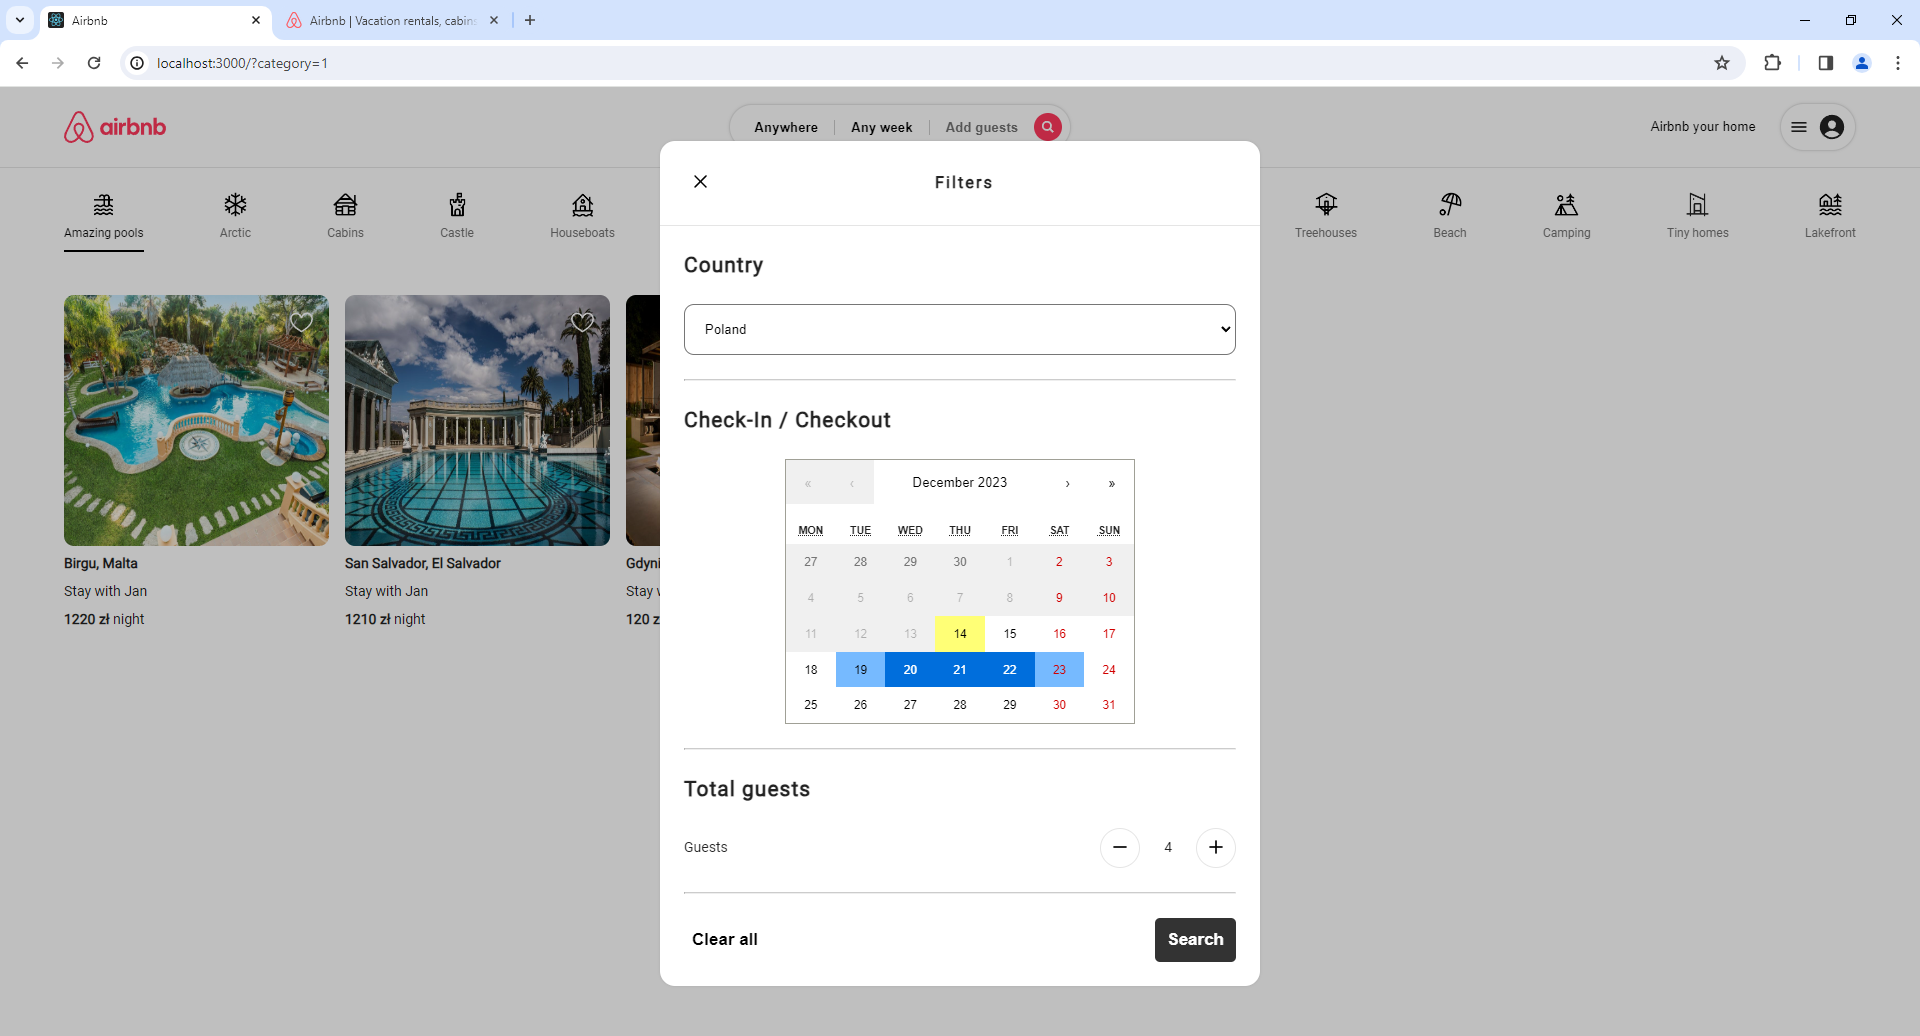 Airbnb
Airbnb | Vacation rentals, cabin
localhost:3000/?category=1
airbnb
Anywhere Any week Add guests
Airbnb your home
Filters
Amazing pools Arctic Cabins Castle Houseboats Treehouses Beach Camping Tiny homes Lakefront
Country
Poland
Check-In / Checkout
« ‹ December 2023 › »
MON TUE WED THU FRI SAT SUN
27 28 29 30 1 2 3
4 5 6 7 8 9 10
11 12 13 14 15 16 17
18 19 20 21 22 23 24
25 26 27 28 29 30 31
Birgu, Malta
Stay with Jan
1220 zł night
San Salvador, El Salvador
Stay with Jan
1210 zł night
Gdyni
Stay
120 z
Total guests
Guests 4
Clear all Search